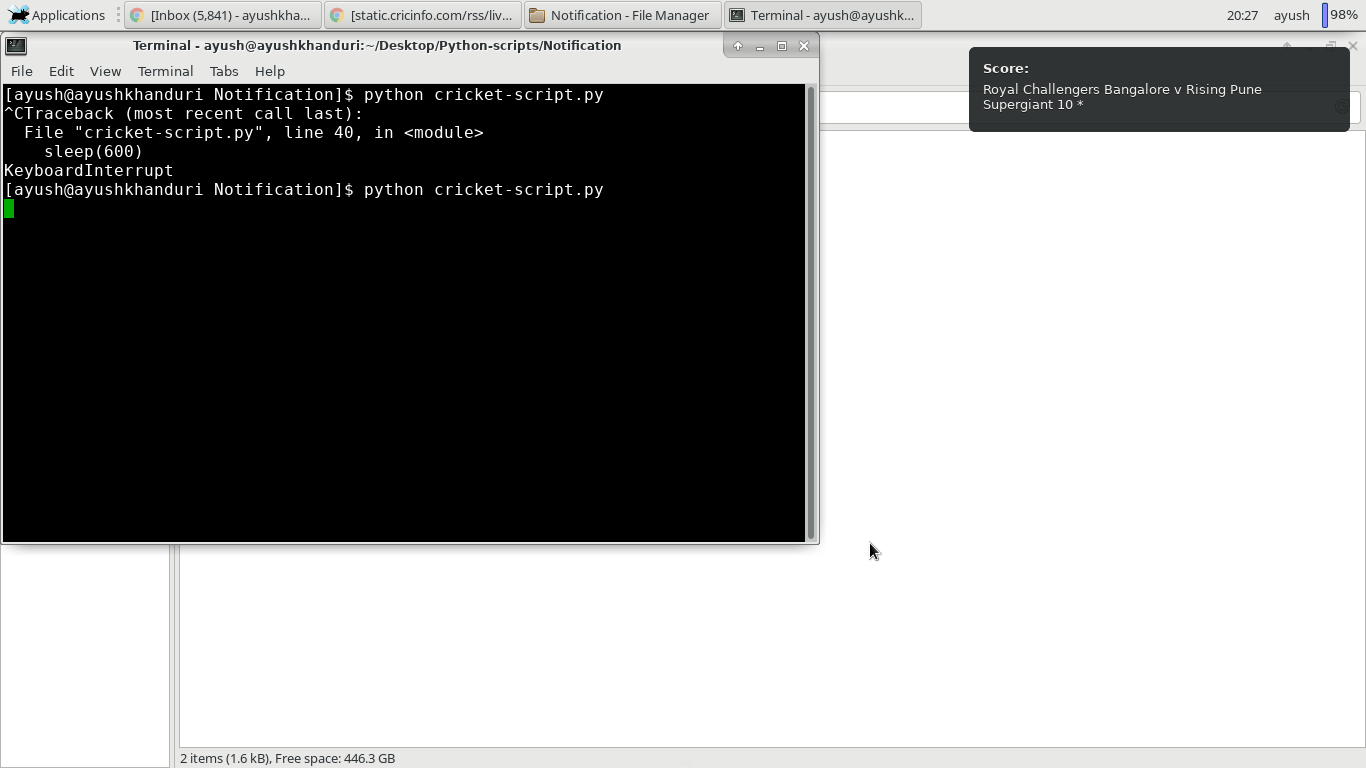 Applications
[Inbox (5,841) - ayushkha...
[static.cricinfo.com/rss/liv...
Notification - File Manager
Terminal - ayush@ayushk...
20:27
ayush
98%
Terminal - ayush@ayushkhanduri:~/Desktop/Python-scripts/Notification
File Edit View Terminal Tabs Help
[ayush@ayushkhanduri Notification]$ python cricket-script.py
^CTraceback (most recent call last):
  File "cricket-script.py", line 40, in <module>
    sleep(600)
KeyboardInterrupt
[ayush@ayushkhanduri Notification]$ python cricket-script.py
Score:
Royal Challengers Bangalore v Rising Pune
Supergiant 10 *
2 items (1.6 kB), Free space: 446.3 GB